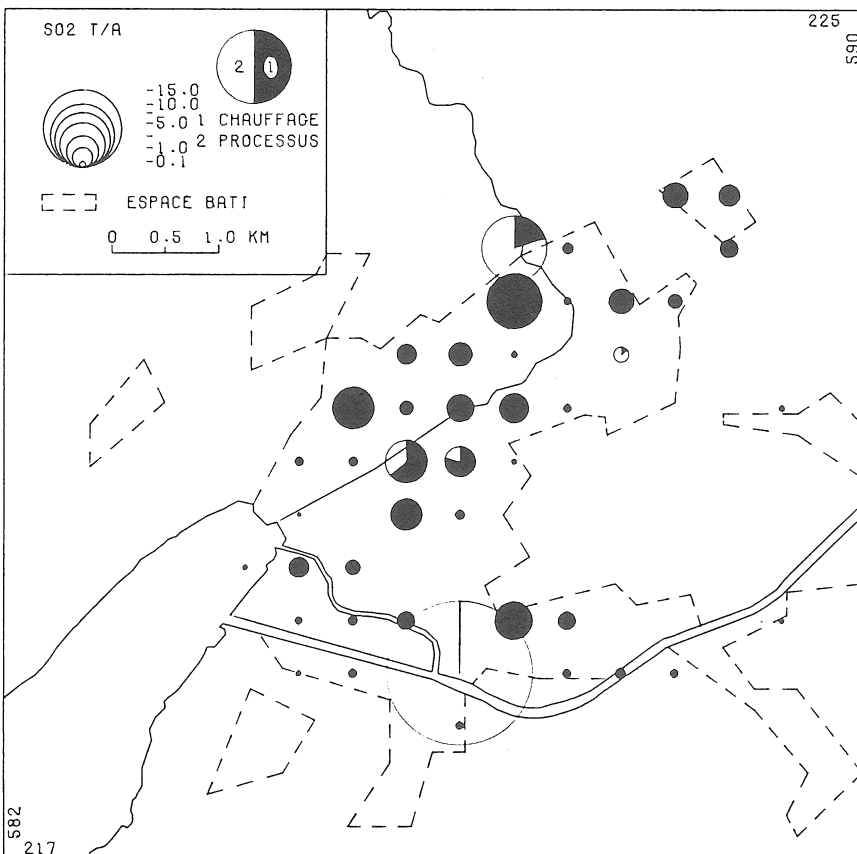 SO2 T/A
2 1
-15.0
-10.0
-5.0
-
-1.0
-0.1
1 CHAUFFAGE
2 PROCESSUS
ESPACE BATI
0 0.5 1.0 KM
225
590
582
217